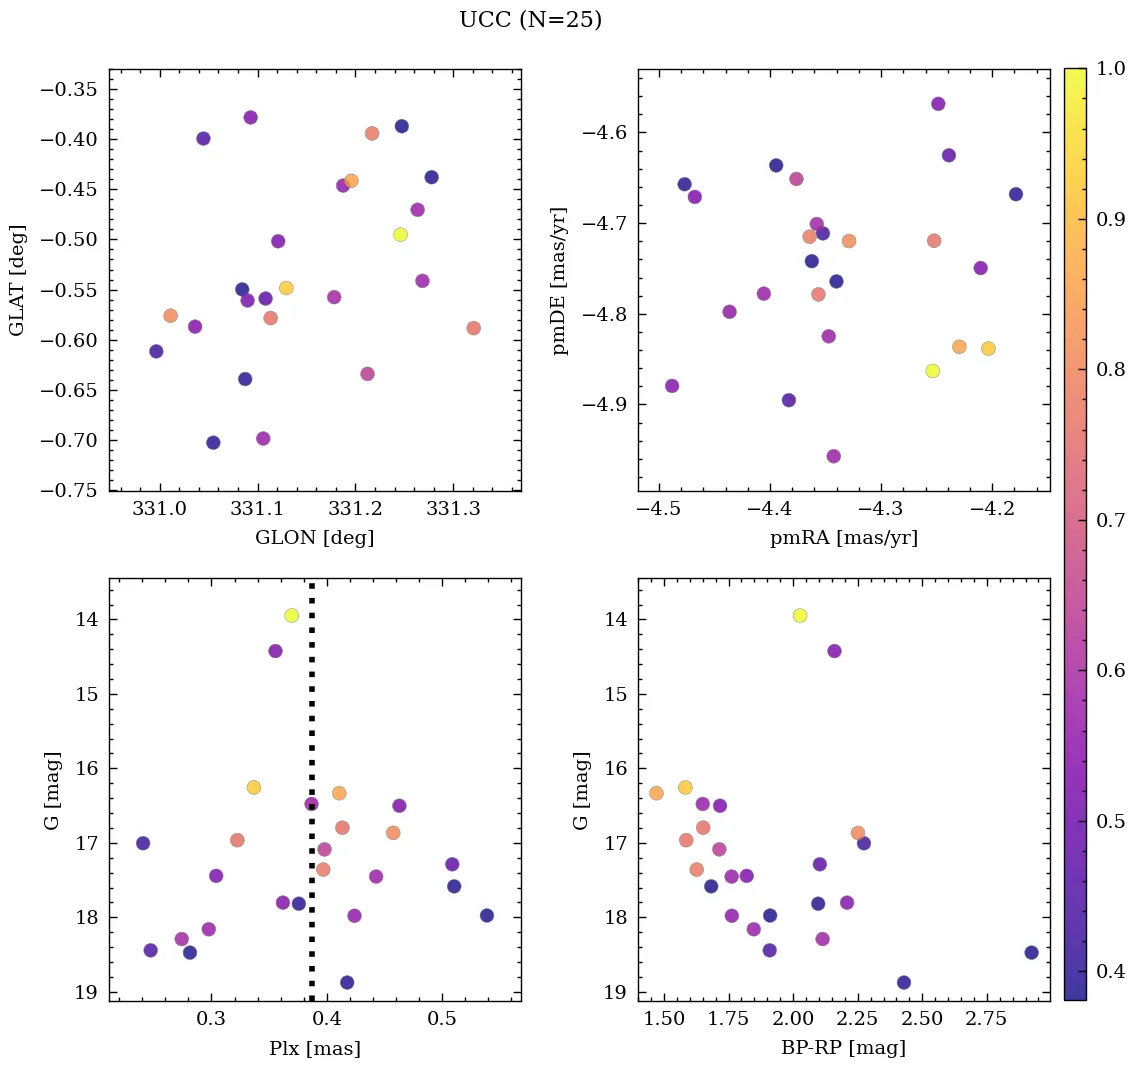 UCC (N=25)
−0.35
−0.40
−0.45
−0.50
−0.55
−0.60
−0.65
−0.70
−0.75
GLAT [deg]
331.0 331.1 331.2 331.3
GLON [deg]
−4.6
−4.7
−4.8
−4.9
pmDE [mas/yr]
−4.5 −4.4 −4.3 −4.2
pmRA [mas/yr]
14
15
16
17
18
19
G [mag]
0.3 0.4 0.5
Plx [mas]
14
15
16
17
18
19
G [mag]
1.50 1.75 2.00 2.25 2.50 2.75
BP-RP [mag]
1.0
0.9
0.8
0.7
0.6
0.5
0.4